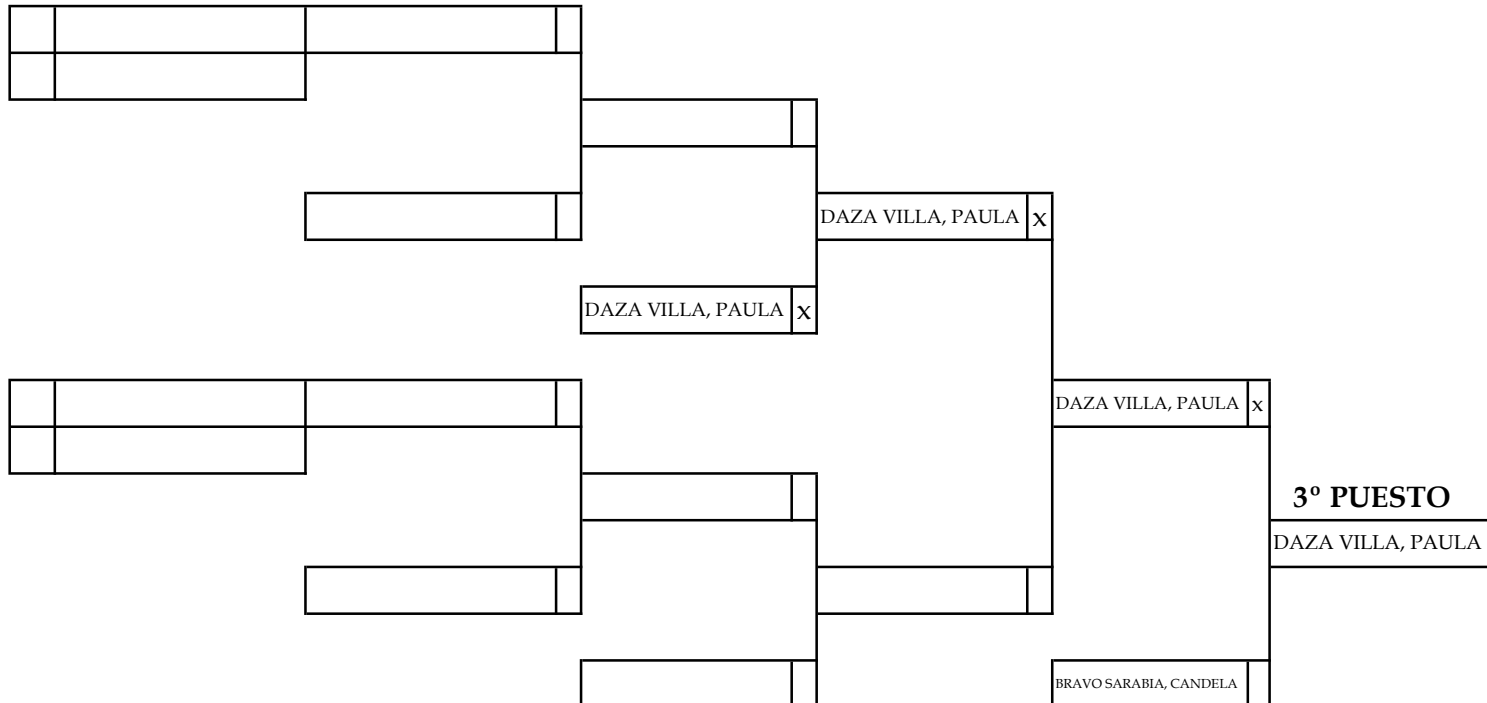 DAZA VILLA, PAULA x
DAZA VILLA, PAULA x
DAZA VILLA, PAULA x
3º PUESTO
DAZA VILLA, PAULA
BRAVO SARABIA, CANDELA